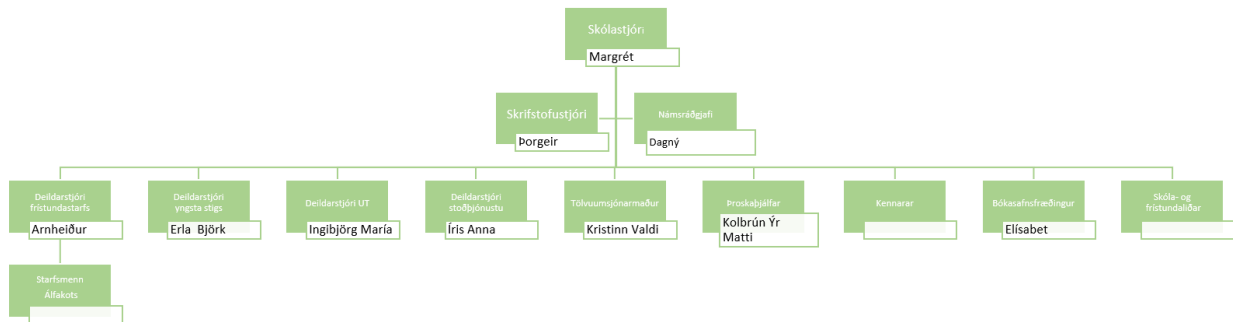 Skólastjóri
Margrét
Skrifstofustjóri
Þorgeir
Námsráðgjafi
Dagný
Deildarstjóri
frístundastarfs
Arnheiður
Deildarstjóri
yngsta stigs
Erla Björk
Deildarstjóri UT
Ingibjörg María
Deildarstjóri
stoðþjónustu
Íris Anna
Tölvuumsjónarmaður
Kristinn Valdi
Þroskaþjálfar
Kolbrún Ýr
Matti
Kennarar
Bókasafnsfræðingur
Elísabet
Skóla- og
frístundaliðar
Starfsmenn
Álfakots